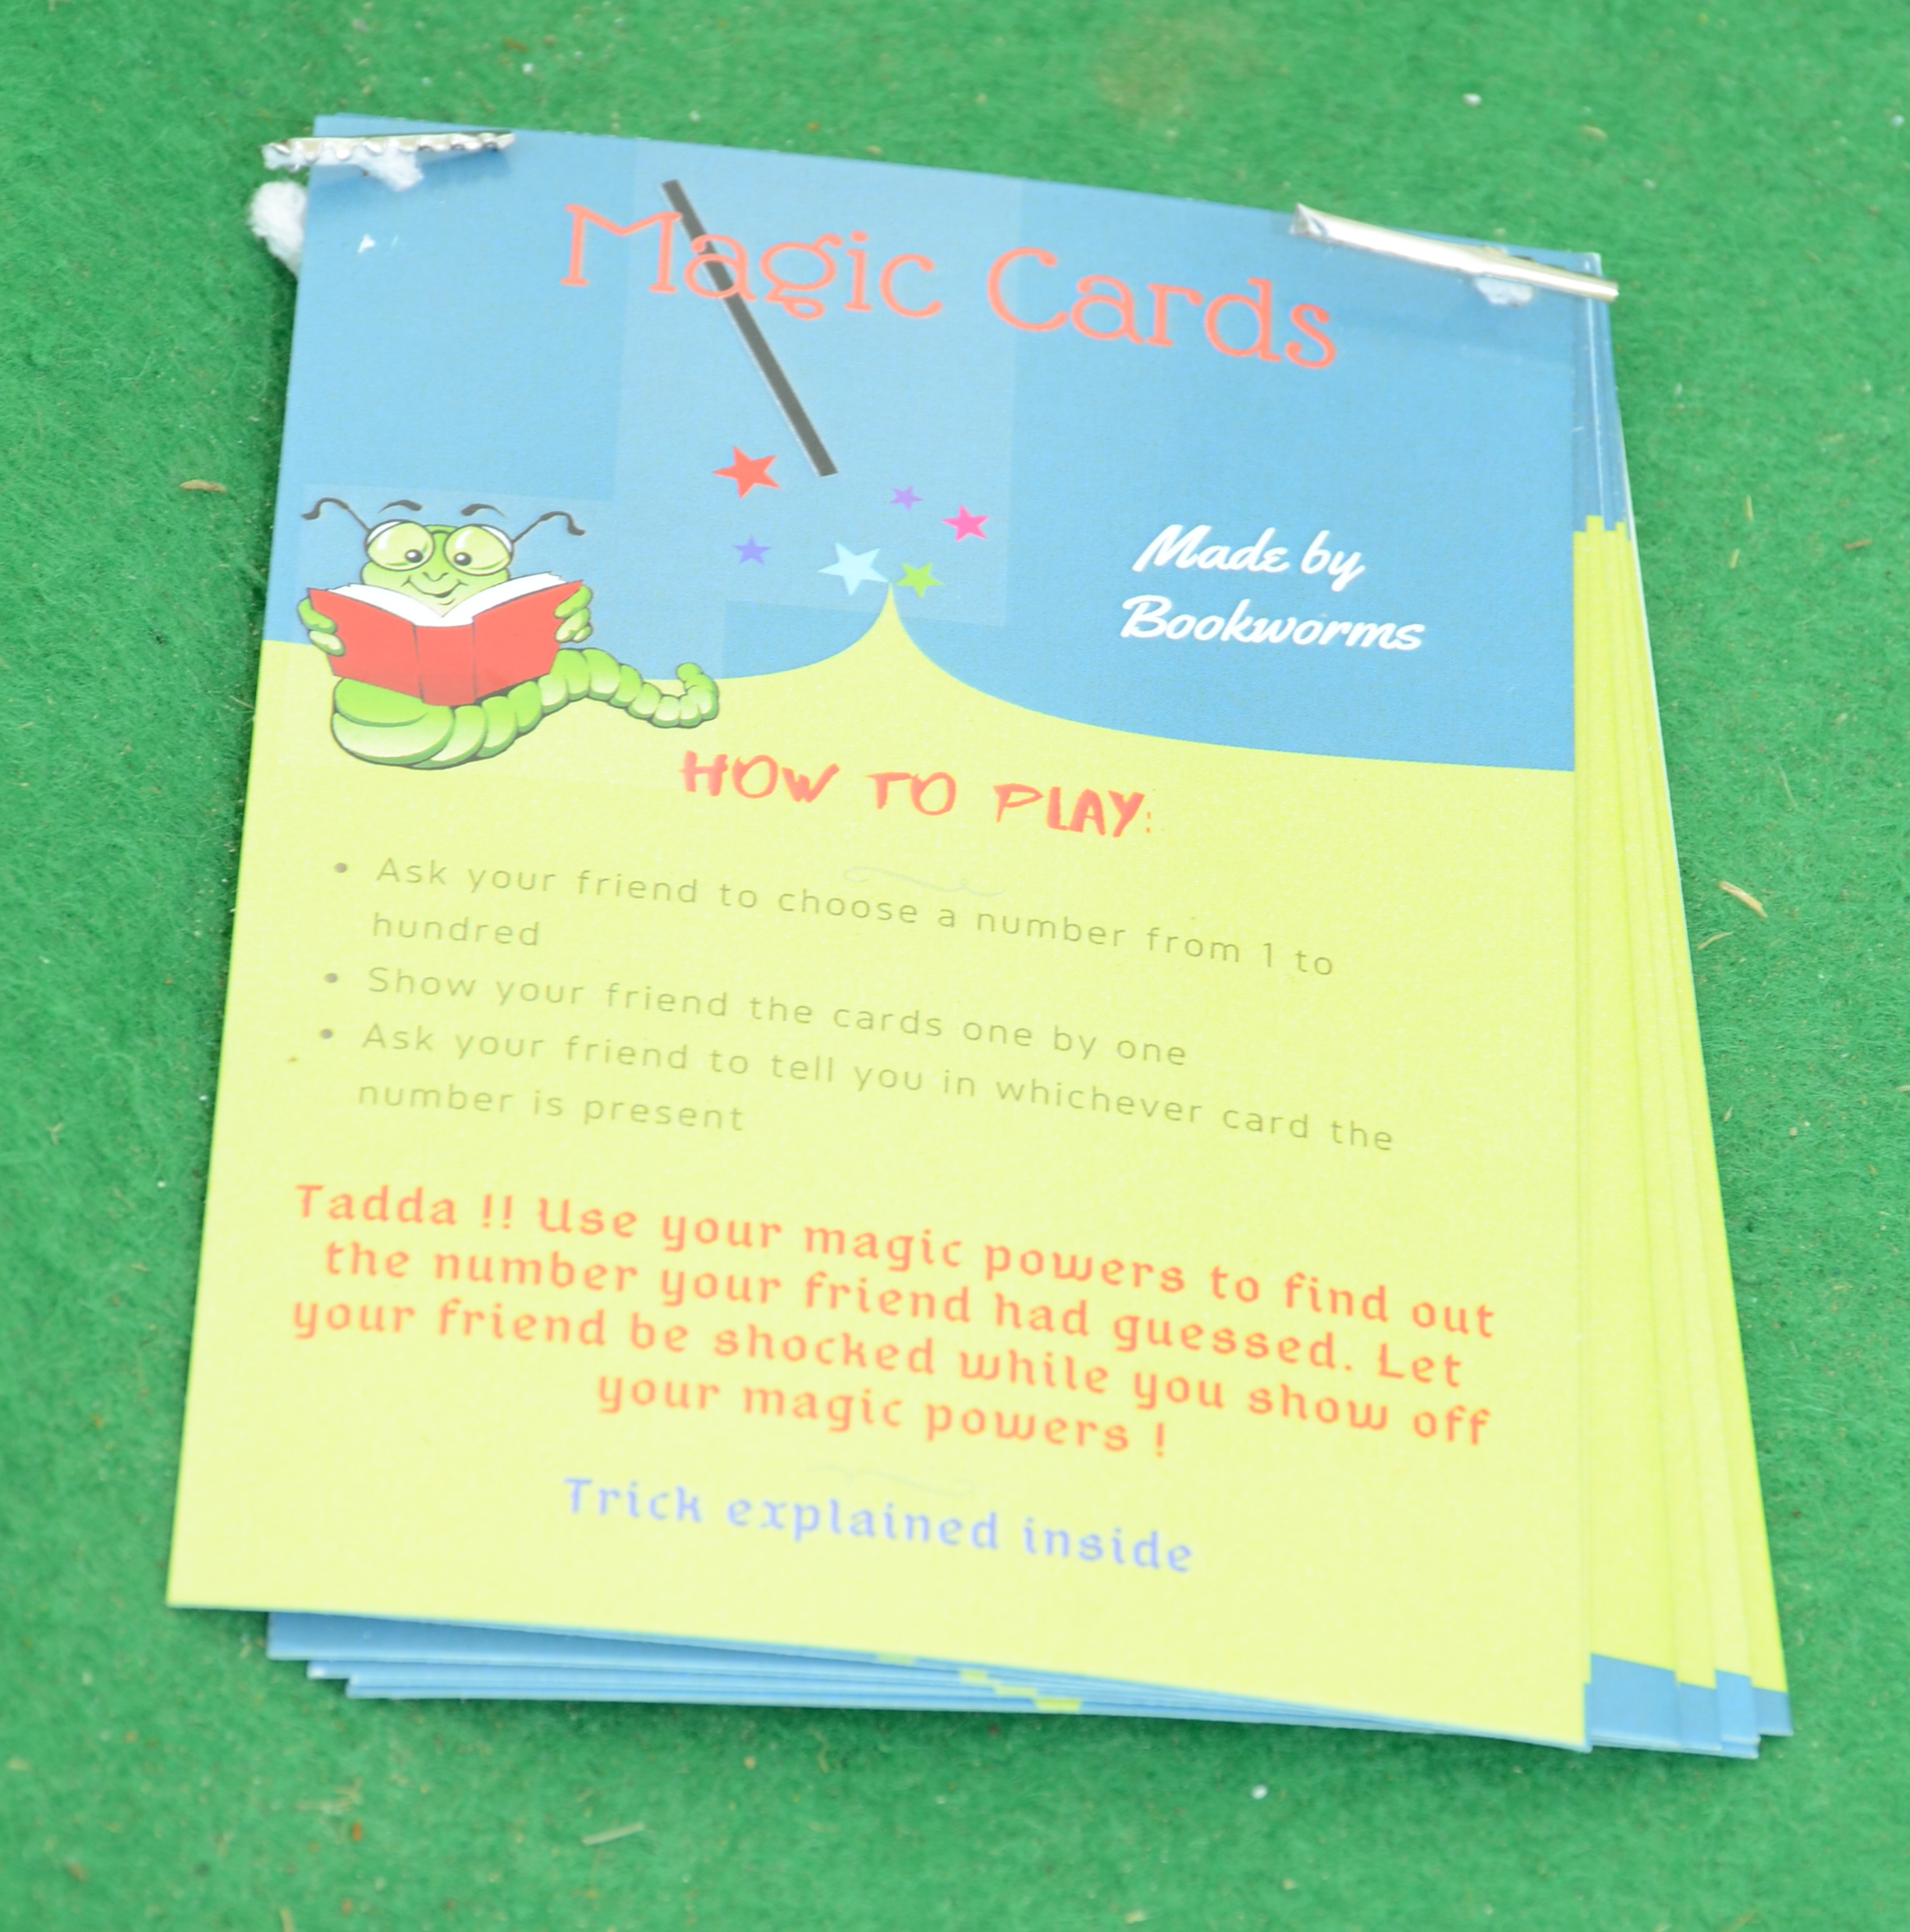 Magic Cards
Made by
Bookworms
HOW TO PLAY:
• Ask your friend to choose a number from 1 to
hundred
• Show your friend the cards one by one
• Ask your friend to tell you in whichever card the
number is present
Tadda !! Use your magic powers to find out
the number your friend had guessed. Let
your friend be shocked while you show off
your magic powers !
Trick explained inside